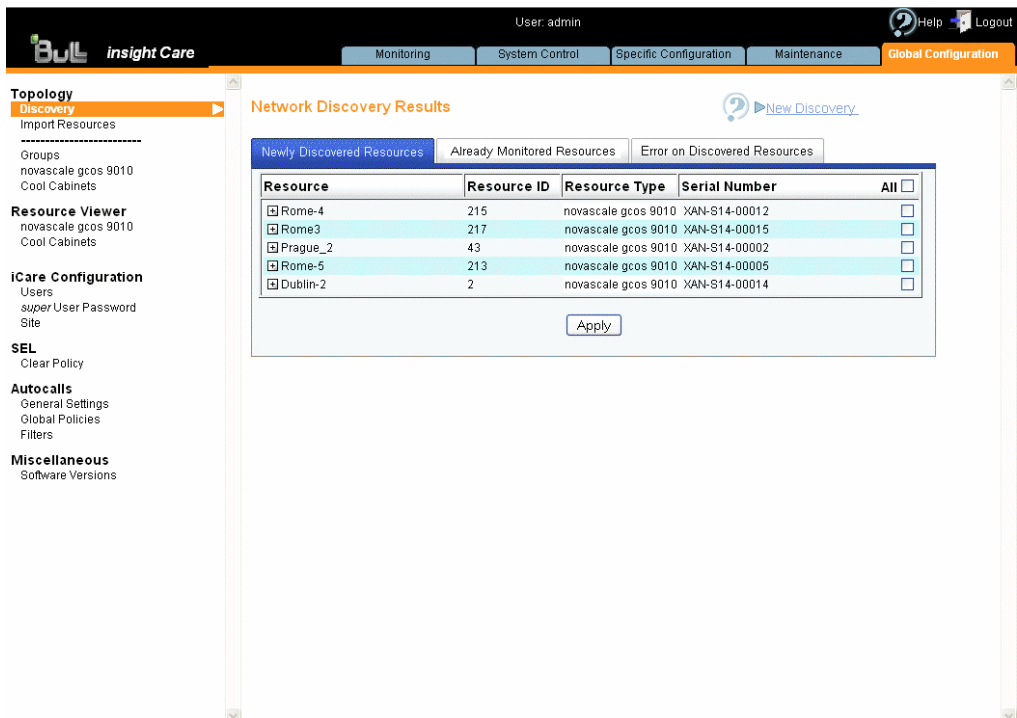 User: admin
Help Logout
Bull insight Care
Monitoring System Control Specific Configuration Maintenance Global Configuration
Topology
Discovery
Import Resources
-------------------------
Groups
novascale gcos 9010
Cool Cabinets
Resource Viewer
novascale gcos 9010
Cool Cabinets
iCare Configuration
Users
super User Password
Site
SEL
Clear Policy
Autocalls
General Settings
Global Policies
Filters
Miscellaneous
Software Versions
Network Discovery Results
New Discovery
Newly Discovered Resources Already Monitored Resources Error on Discovered Resources
Resource Resource ID Resource Type Serial Number All
Rome-4 215 novascale gcos 9010 XAN-S14-00012
Rome3 217 novascale gcos 9010 XAN-S14-00015
Prague_2 43 novascale gcos 9010 XAN-S14-00002
Rome-5 213 novascale gcos 9010 XAN-S14-00005
Dublin-2 2 novascale gcos 9010 XAN-S14-00014
Apply